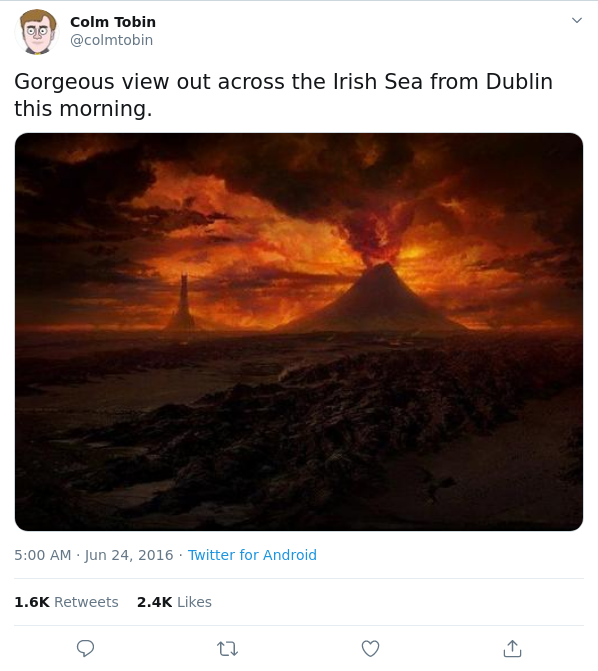 Colm Tobin
@colmtobin
Gorgeous view out across the Irish Sea from Dublin
this morning.
5:00 AM · Jun 24, 2016 · Twitter for Android
1.6K Retweets 2.4K Likes